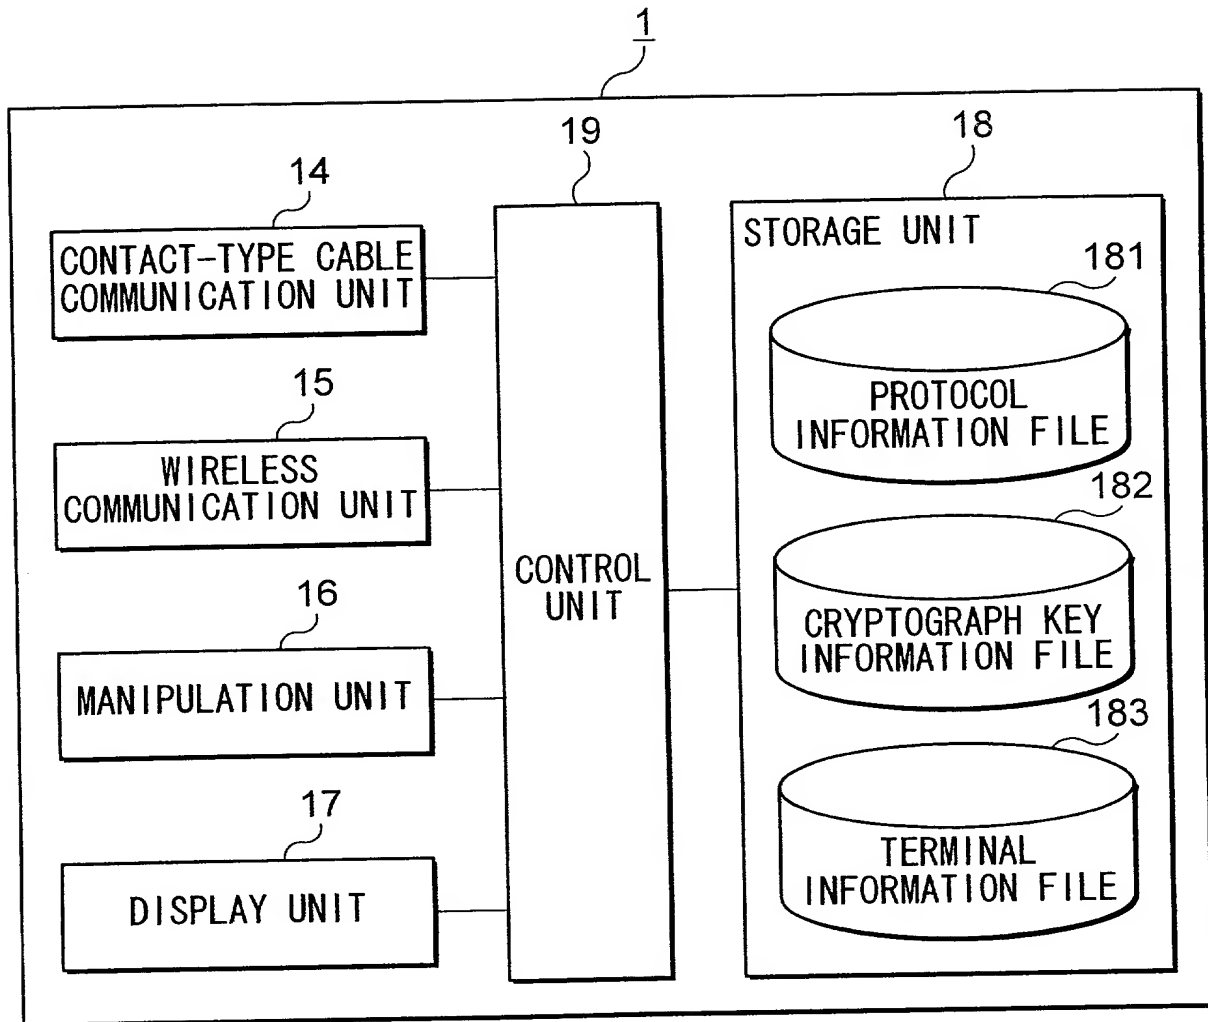 1
14
CONTACT-TYPE CABLE
COMMUNICATION UNIT
15
WIRELESS
COMMUNICATION UNIT
16
MANIPULATION UNIT
17
DISPLAY UNIT
19
CONTROL
UNIT
18
STORAGE UNIT
181
PROTOCOL
INFORMATION FILE
182
CRYPTOGRAPH KEY
INFORMATION FILE
183
TERMINAL
INFORMATION FILE